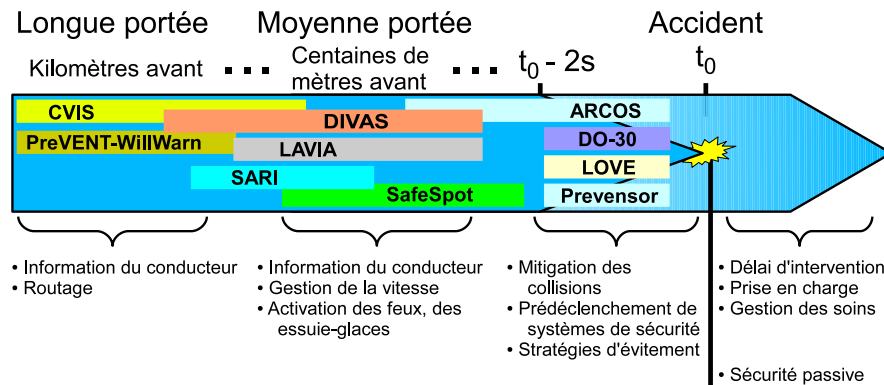 Longue portée
Moyenne portée
Accident
Kilomètres avant
Centaines de
mètres avant
t0 - 2s
t0
CVIS
ARCOS
DIVAS
PreVENT-WillWarn
DO-30
LAVIA
LOVE
SARI
SafeSpot
Prevensor
• Information du conducteur
• Routage
• Information du conducteur
• Gestion de la vitesse
• Activation des feux, des
essuie-glaces
• Mitigation des
collisions
• Prédéclenchement de
systèmes de sécurité
• Stratégies d'évitement
• Délai d'intervention
• Prise en charge
• Gestion des soins
• Sécurité passive